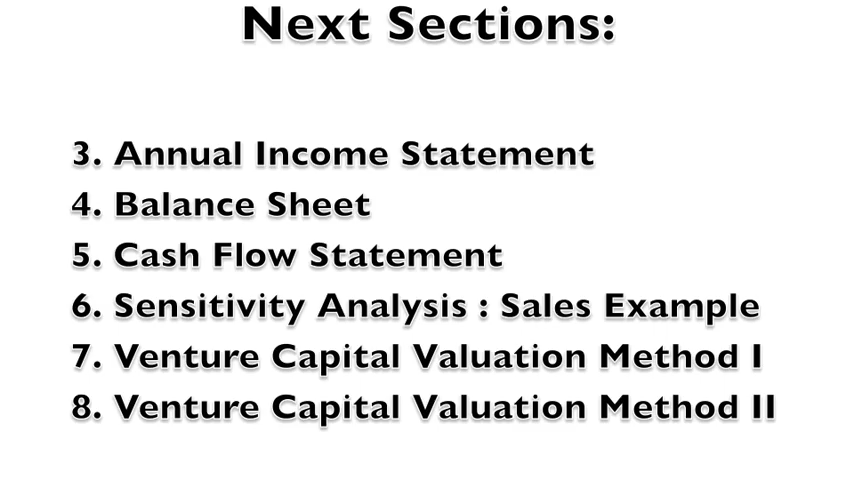 Next Sections:
3. Annual Income Statement
4. Balance Sheet
5. Cash Flow Statement
6. Sensitivity Analysis : Sales Example
7. Venture Capital Valuation Method I
8. Venture Capital Valuation Method II